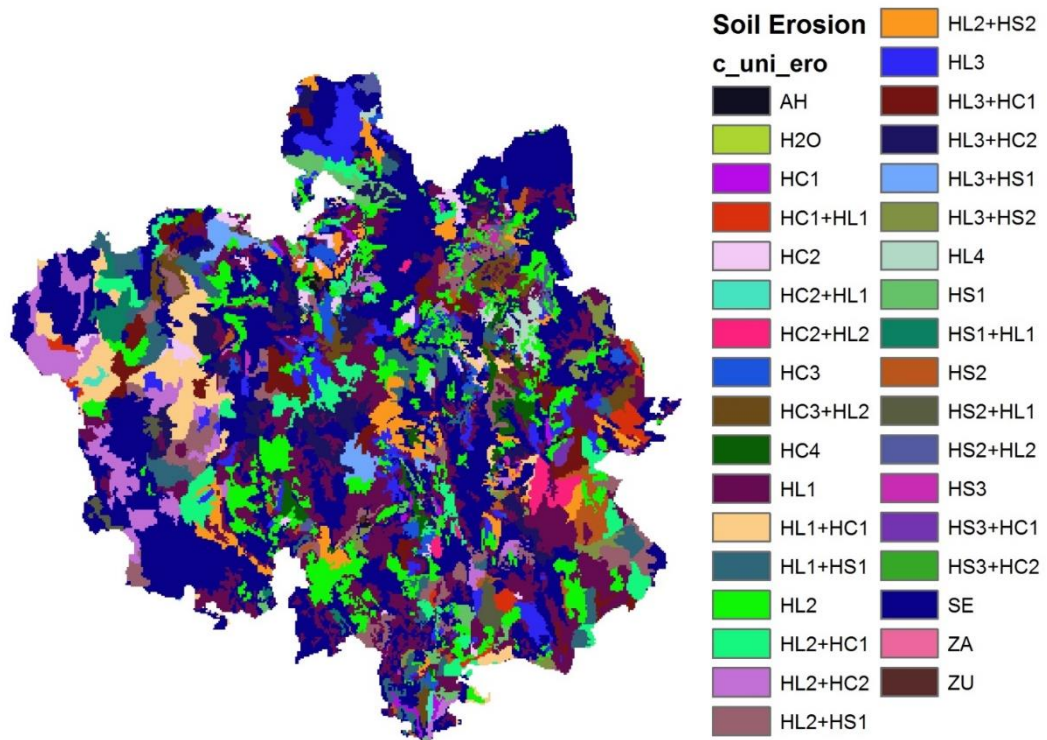 Soil Erosion
c_uni_ero
AH
H2O
HC1
HC1+HL1
HC2
HC2+HL1
HC2+HL2
HC3
HC3+HL2
HC4
HL1
HL1+HC1
HL1+HS1
HL2
HL2+HC1
HL2+HC2
HL2+HS1
HL2+HS2
HL3
HL3+HC1
HL3+HC2
HL3+HS1
HL3+HS2
HL4
HS1
HS1+HL1
HS2
HS2+HL1
HS2+HL2
HS3
HS3+HC1
HS3+HC2
SE
ZA
ZU